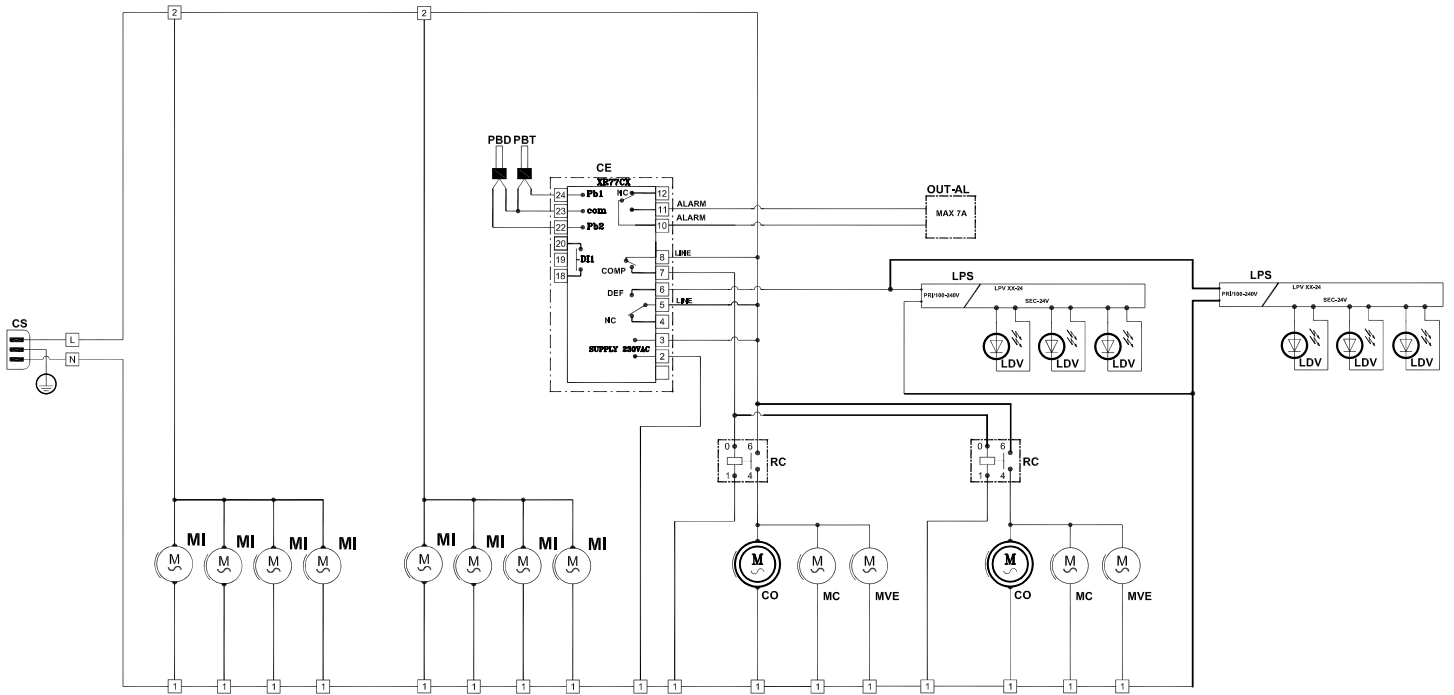 2 2
PBD PBT
CE
XR77CX
24 Pb1 NC 12
23 com 11 ALARM
22 Pb2 10 ALARM
20
19 DI1
18
8 LINE
COMP 7
DEF 6
5 LINE
NC 4
3
SUPPLY 230VAC 2
OUT-AL
MAX 7A
LPS
LPV XX-24
PRI/100-240V
SEC-24V
LDV LDV LDV
LPS
LPV XX-24
PRI/100-240V
SEC-24V
LDV LDV LDV
CS
L
N
0 6
1 4
RC
0 6
1 4
RC
M MI
M MI
M MI
M MI
M MI
M MI
M MI
M MI
M CO
M MC
M MVE
M CO
M MC
M MVE
1 1 1 1 1 1 1 1 1 1 1 1 1 1 1 1 1